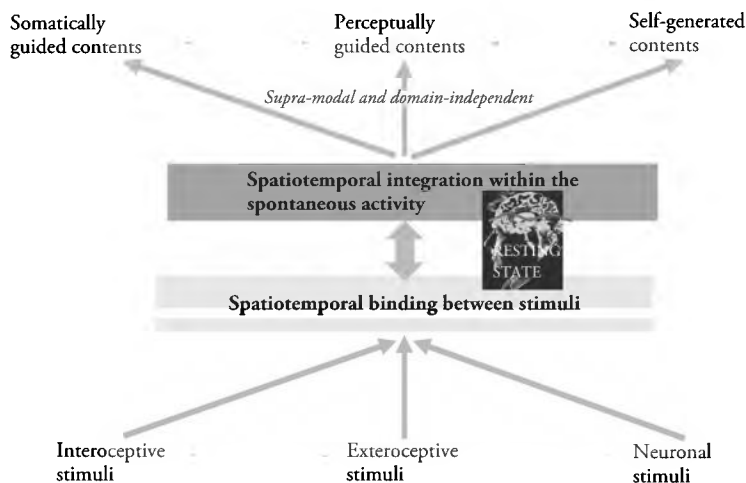 Somatically
guided contents
Perceptually
guided contents
Self-generated
contents
Supra-modal and domain-independent
Spatiotemporal integration within the
spontaneous activity
RESTING
STATE
Spatiotemporal binding between stimuli
Interoceptive
stimuli
Exteroceptive
stimuli
Neuronal
stimuli